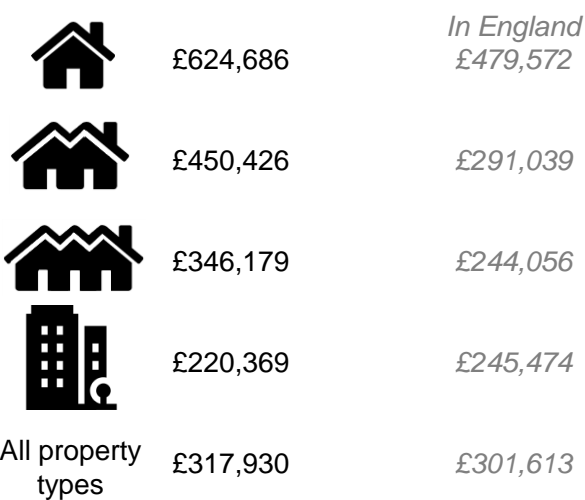 In England
£624,686 £479,572
£450,426 £291,039
£346,179 £244,056
£220,369 £245,474
All property
types
£317,930 £301,613